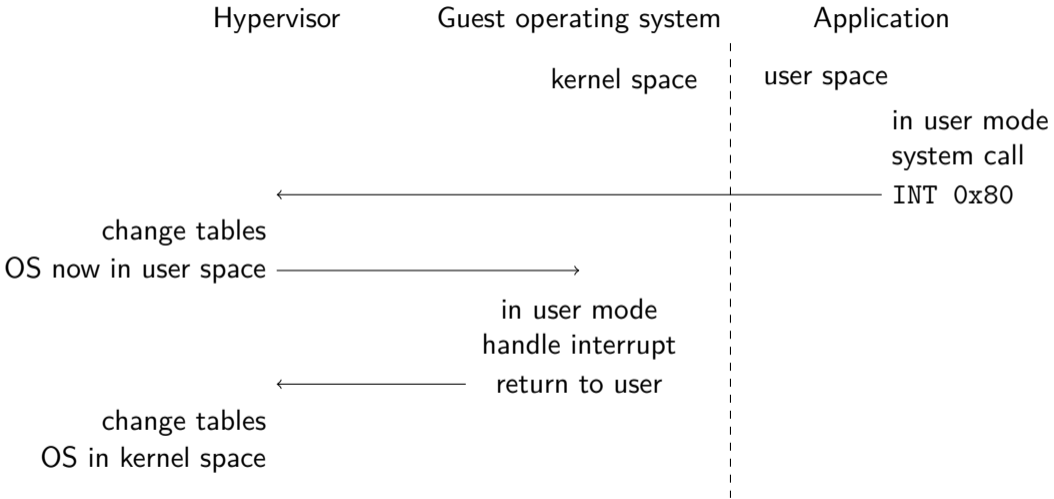 Hypervisor
Guest operating system
Application
kernel space
user space
in user mode
system call
INT 0x80
change tables
OS now in user space
in user mode
handle interrupt
return to user
change tables
OS in kernel space